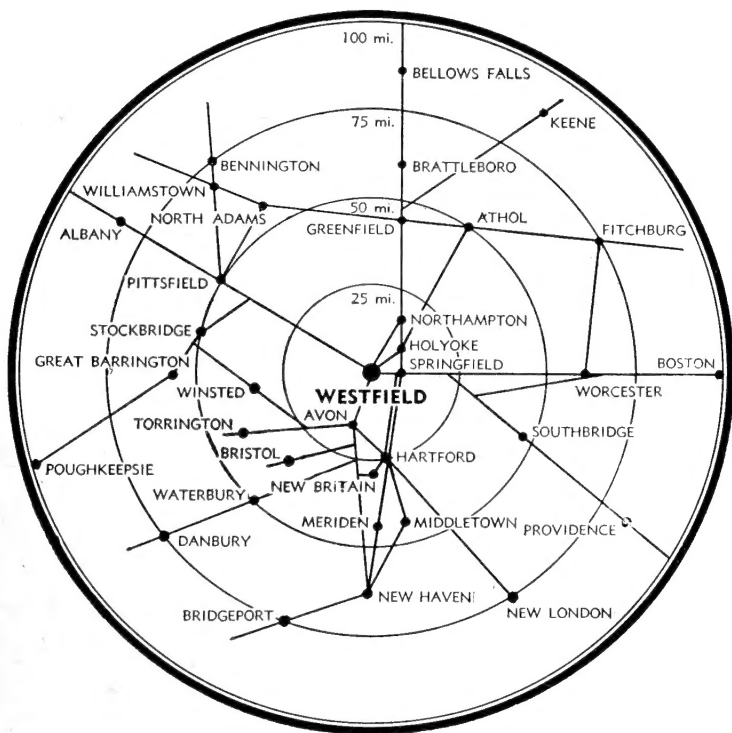 100 mi.
BELLOWS FALLS
75 mi.
KEENE
BENNINGTON
BRATTLEBORO
WILLIAMSTOWN
50 mi.
NORTH ADAMS
ATHOL
ALBANY
GREENFIELD
FITCHBURG
PITTSFIELD
25 mi.
NORTHAMPTON
STOCKBRIDGE
HOLYOKE
GREAT BARRINGTON
SPRINGFIELD
BOSTON
WINSTED
WESTFIELD
WORCESTER
AVON
TORRINGTON
SOUTHBRIDGE
BRISTOL
HARTFORD
POUGHKEEPSIE
NEW BRITAIN
WATERBURY
MERIDEN
MIDDLETOWN
PROVIDENCE
DANBURY
NEW HAVEN
BRIDGEPORT
NEW LONDON